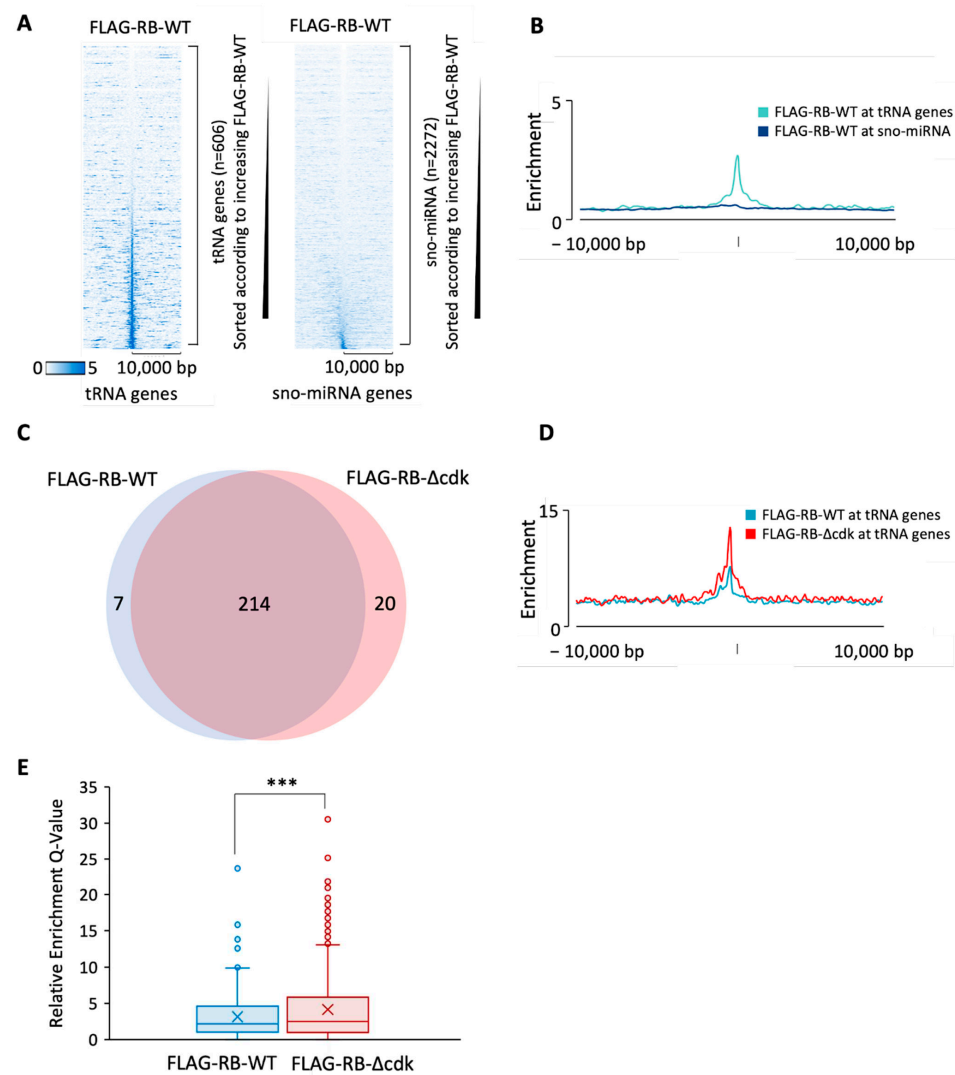 A
FLAG-RB-WT
tRNA genes (n=606)
Sorted according to increasing FLAG-RB-WT
FLAG-RB-WT
sno-miRNA (n=2272)
Sorted according to increasing FLAG-RB-WT
0 5
10,000 bp
tRNA genes
10,000 bp
sno-miRNA genes
B
Enrichment
5
0
FLAG-RB-WT at tRNA genes
FLAG-RB-WT at sno-miRNA
– 10,000 bp
10,000 bp
C
FLAG-RB-WT
FLAG-RB-Δcdk
7
214
20
D
Enrichment
15
0
FLAG-RB-WT at tRNA genes
FLAG-RB-Δcdk at tRNA genes
– 10,000 bp
10,000 bp
E
Relative Enrichment Q-Value
35
30
25
20
15
10
5
0
***
FLAG-RB-WT
FLAG-RB-Δcdk